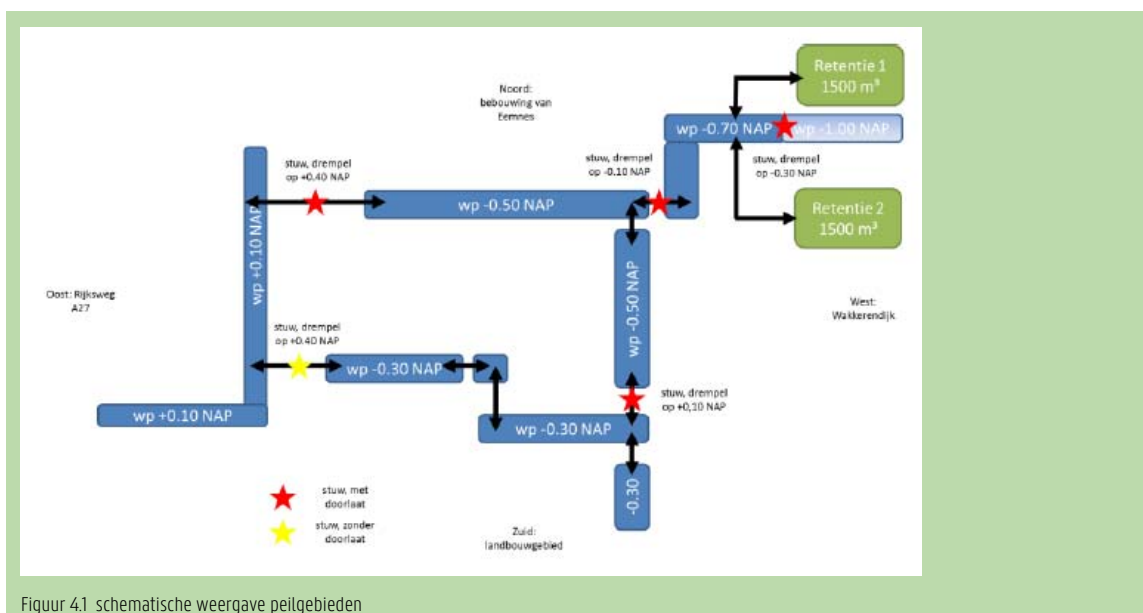 Noord:
bebouwing van
Eemnes
Retentie 1
1500 m³
wp -0.70 NAP
wp -1.00 NAP
stuw, drempel
op +0.40 NAP
stuw, drempel
op -0.10 NAP
stuw, drempel
op -0.30 NAP
wp -0.50 NAP
Retentie 2
1500 m³
wp +0.10 NAP
wp -0.50 NAP
Oost: Rijksweg
A27
West:
Wakkerendijk
stuw, drempel
op +0.40 NAP
wp -0.30 NAP
stuw, drempel
op +0,10 NAP
wp +0.10 NAP
wp -0.30 NAP
-0.30
stuw, met
doorlaat
stuw, zonder
doorlaat
Zuid:
landbouwgebied
Figuur 4.1 schematische weergave peilgebieden